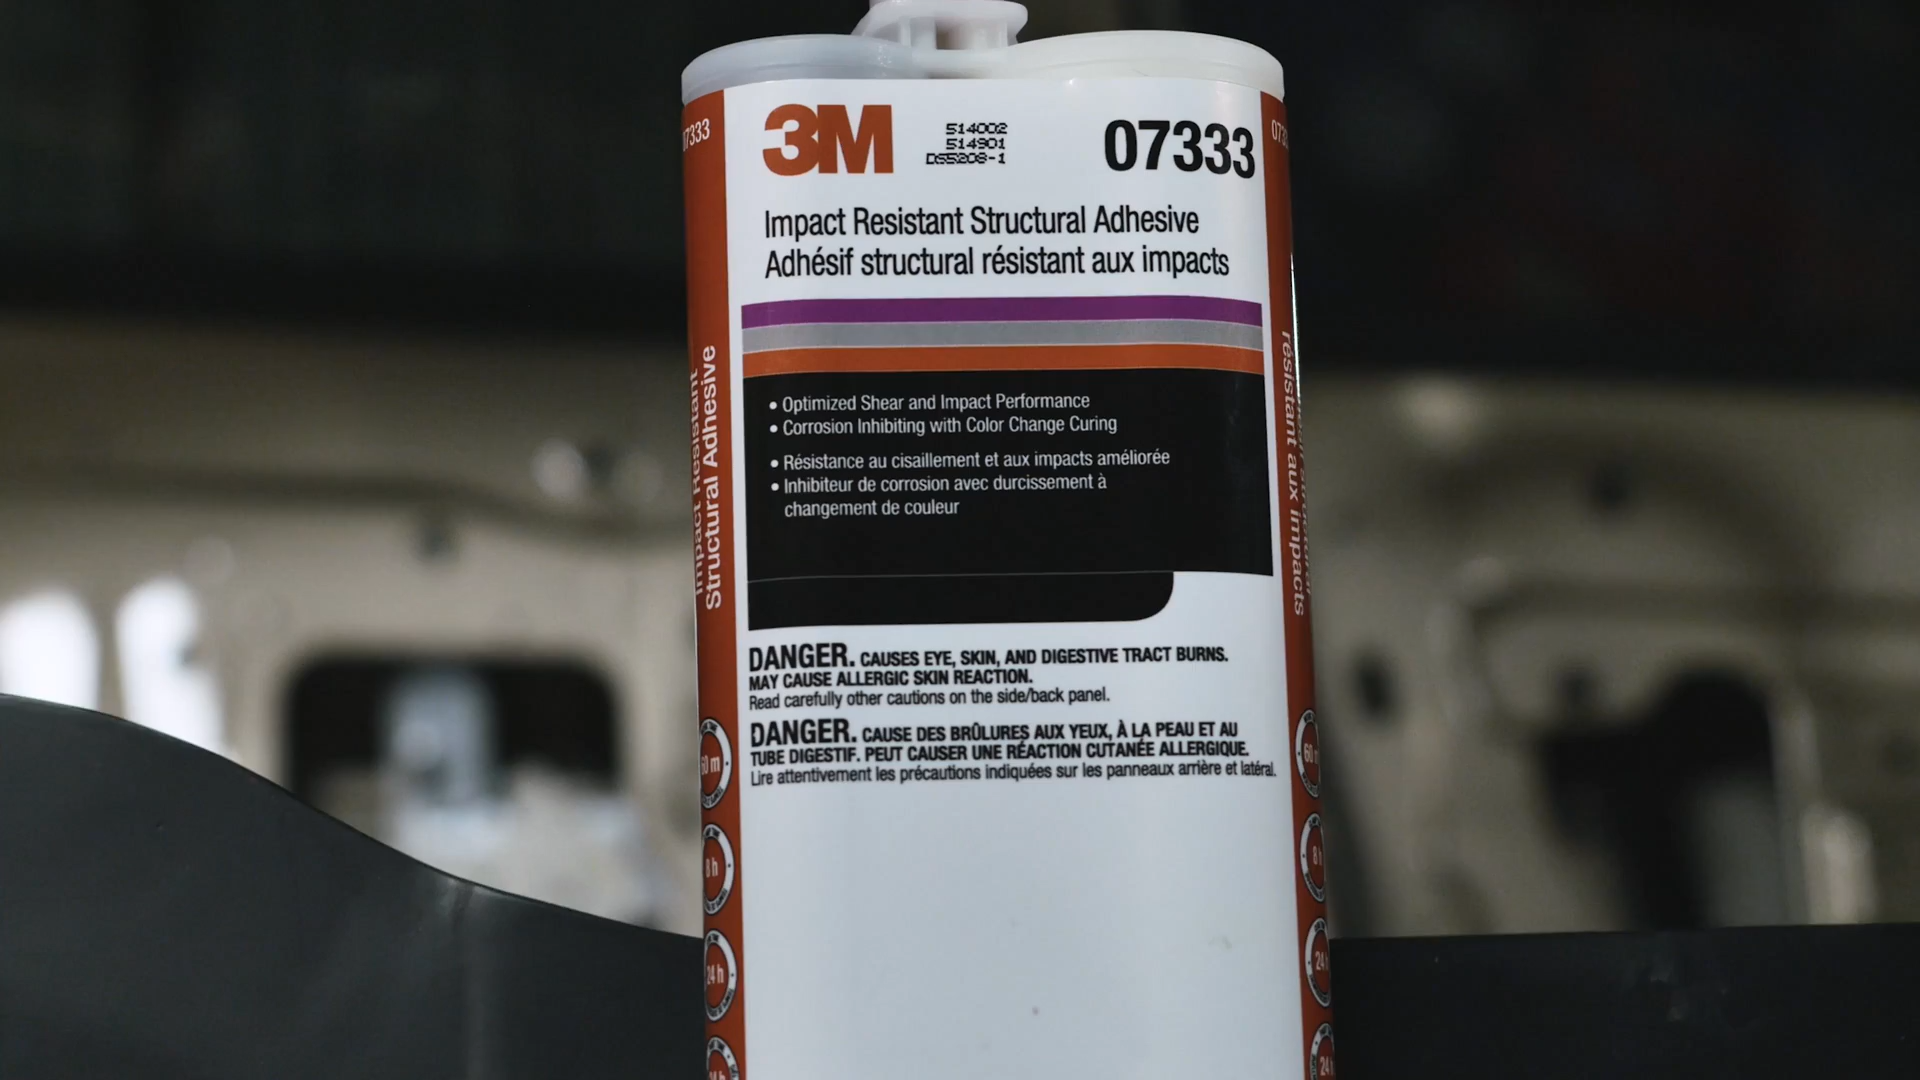 3M
514002
514901
DS5208-1
07333
Impact Resistant Structural Adhesive
Adhésif structural résistant aux impacts
• Optimized Shear and Impact Performance
• Corrosion Inhibiting with Color Change Curing
• Résistance au cisaillement et aux impacts améliorée
• Inhibiteur de corrosion avec durcissement à
changement de couleur
DANGER. CAUSES EYE, SKIN, AND DIGESTIVE TRACT BURNS.
MAY CAUSE ALLERGIC SKIN REACTION.
Read carefully other cautions on the side/back panel.
DANGER. CAUSE DES BRÛLURES AUX YEUX, À LA PEAU ET AU
TUBE DIGESTIF. PEUT CAUSER UNE RÉACTION CUTANÉE ALLERGIQUE.
Lire attentivement les précautions indiquées sur les panneaux arrière et latéral.
07333
Impact Resistant
Structural Adhesive
8 h
24 h
résistant aux impacts
60 m
8 h
24 h
24 h